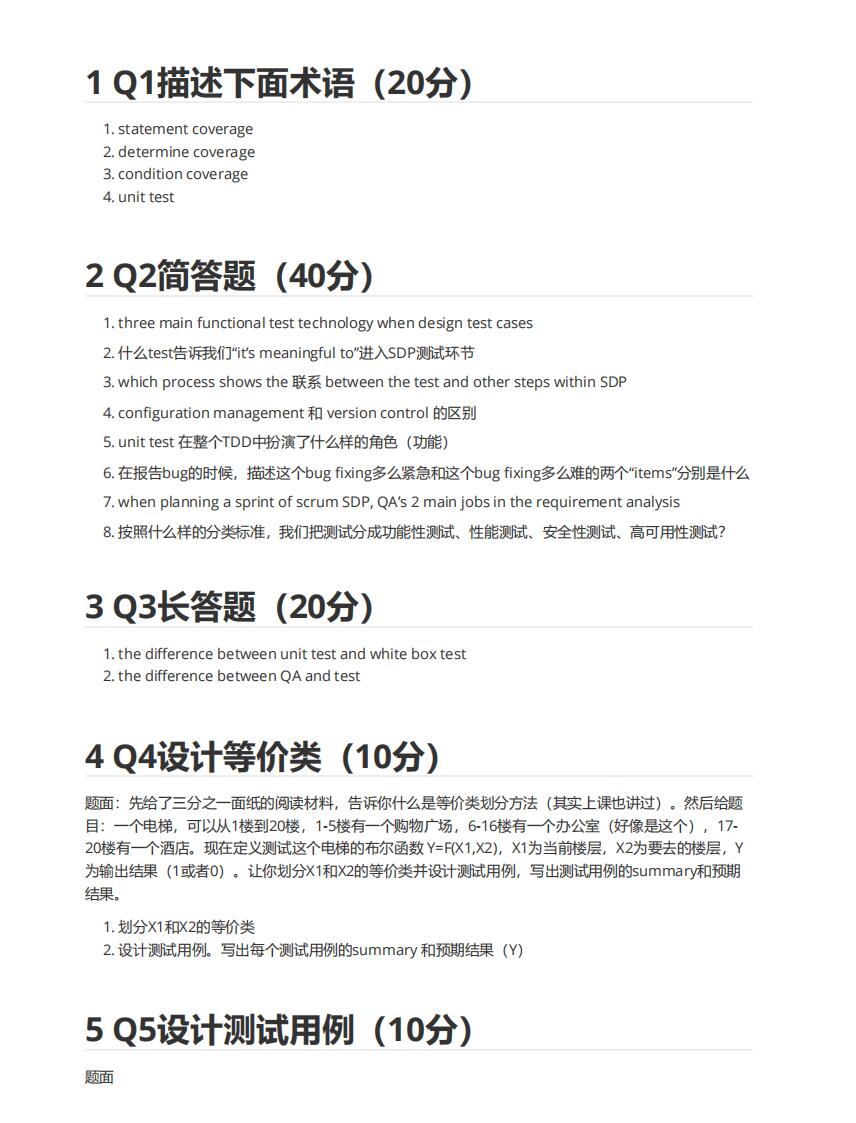 1 Q1描述下面术语（20分）
1. statement coverage
2. determine coverage
3. condition coverage
4. unit test
2 Q2简答题（40分）
1. three main functional test technology when design test cases
2. 什么test告诉我们“it’s meaningful to”进入SDP测试环节
3. which process shows the 联系 between the test and other steps within SDP
4. configuration management 和 version control 的区别
5. unit test 在整个TDD中扮演了什么样的角色（功能）
6. 在报告bug的时候，描述这个bug fixing多么紧急和这个bug fixing多么难的两个“items”分别是什么
7. when planning a sprint of scrum SDP, QA’s 2 main jobs in the requirement analysis
8. 按照什么样的分类标准，我们把测试分成功能性测试、性能测试、安全性测试、高可用性测试？
3 Q3长答题（20分）
1. the difference between unit test and white box test
2. the difference between QA and test
4 Q4设计等价类（10分）
题面：先给了三分之一面纸的阅读材料，告诉你什么是等价类划分方法（其实上课也讲过）。然后给题
目：一个电梯，可以从1楼到20楼，1-5楼有一个购物广场，6-16楼有一个办公室（好像是这个），17-
20楼有一个酒店。现在定义测试这个电梯的布尔函数 Y=F(X1,X2)，X1为当前楼层，X2为要去的楼层，Y
为输出结果（1或者0）。让你划分X1和X2的等价类并设计测试用例，写出测试用例的summary和预期
结果。
1. 划分X1和X2的等价类
2. 设计测试用例。写出每个测试用例的summary 和预期结果（Y）
5 Q5设计测试用例（10分）
题面